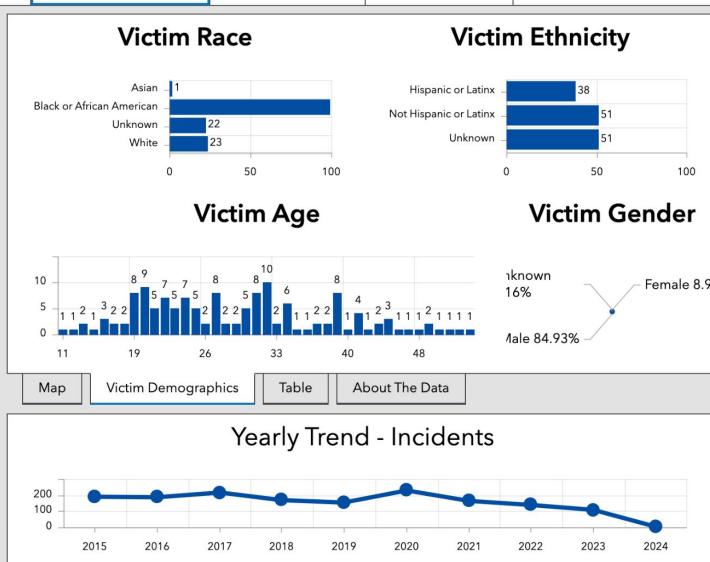 Victim Race
Victim Ethnicity
Asian 1
Black or African American
Unknown 22
White 23
0 50 100
Hispanic or Latinx 38
Not Hispanic or Latinx 51
Unknown 51
0 50 100
Victim Age
Victim Gender
10
5
0
1 1 2 1 3 2 2 8 9 5 7 5 7 5 2 8 2 2 5 8 10 2 6 1 1 2 2 8 1 4 1 2 3 1 1 1 2 1 1 1 1
11 19 26 33 40 48
nknown
16%
Female 8.9
Male 84.93%
Map
Victim Demographics
Table
About The Data
Yearly Trend - Incidents
200
100
0
2015 2016 2017 2018 2019 2020 2021 2022 2023 2024